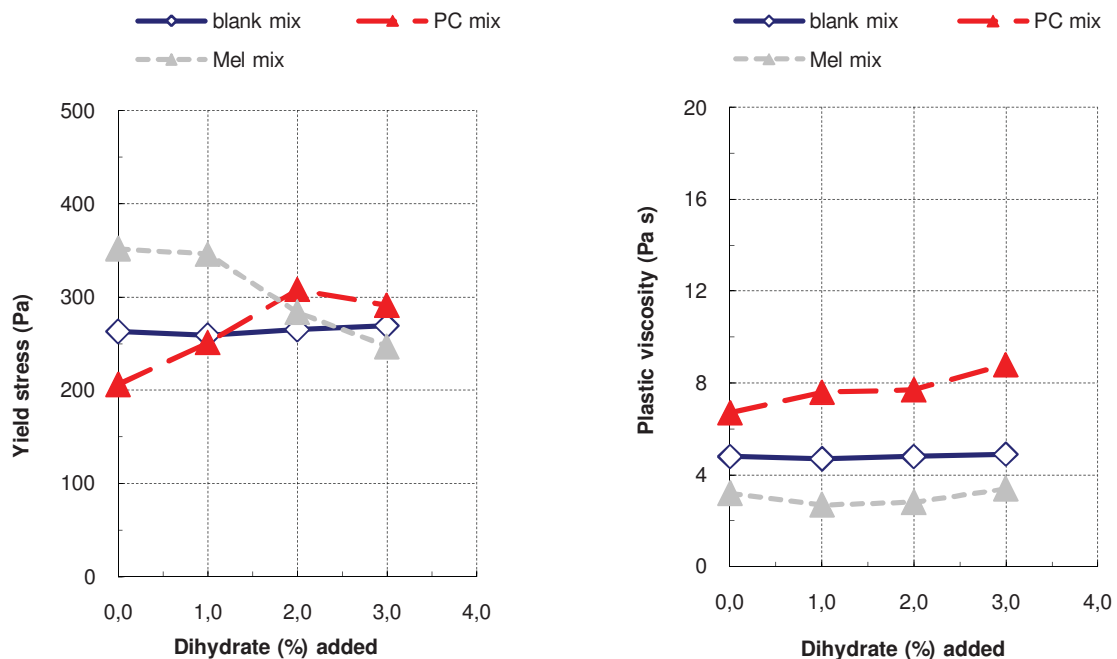 blank mix
PC mix
Mel mix
500
400
300
200
100
0
Yield stress (Pa)
0,0 1,0 2,0 3,0 4,0
Dihydrate (%) added
blank mix
PC mix
Mel mix
20
16
12
8
4
0
Plastic viscosity (Pa s)
0,0 1,0 2,0 3,0 4,0
Dihydrate (%) added